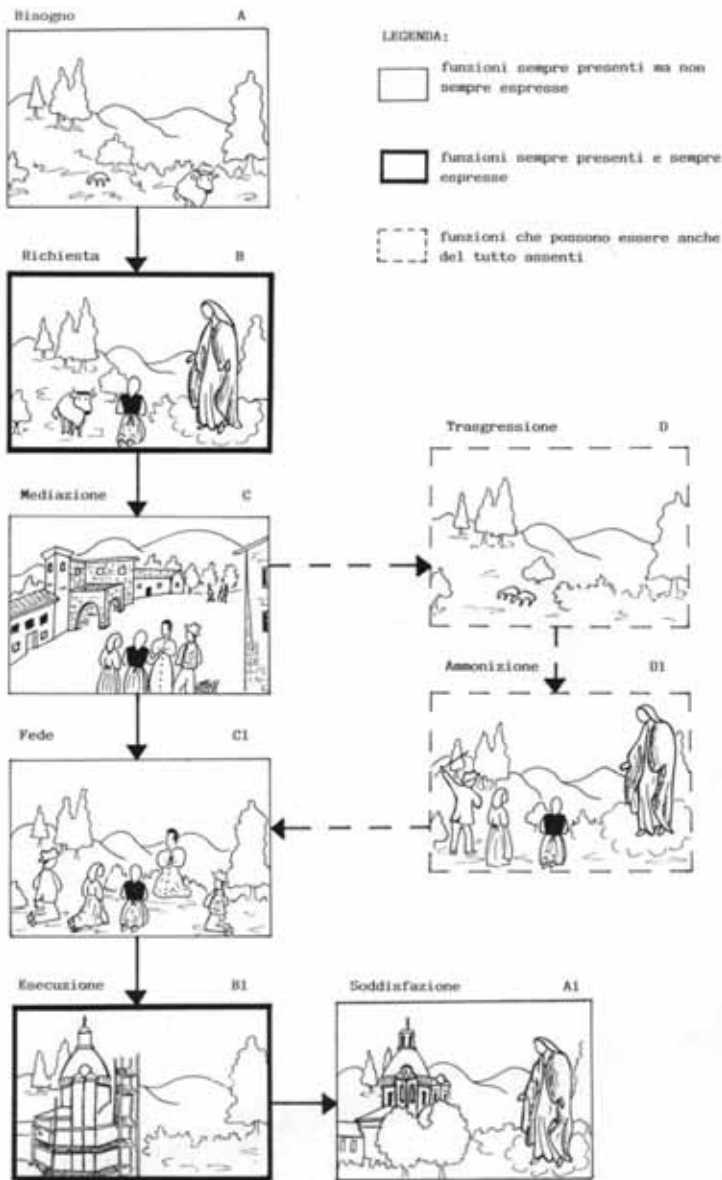 Bisogno A
LEGENDA:
funzioni sempre presenti ma non
sempre espresse
funzioni sempre presenti e sempre
espresse
funzioni che possono essere anche
del tutto assenti
Richiesta B
Mediazione C
Trasgressione D
Ammonizione D1
Fede C1
Esecuzione B1
Soddisfazione A1